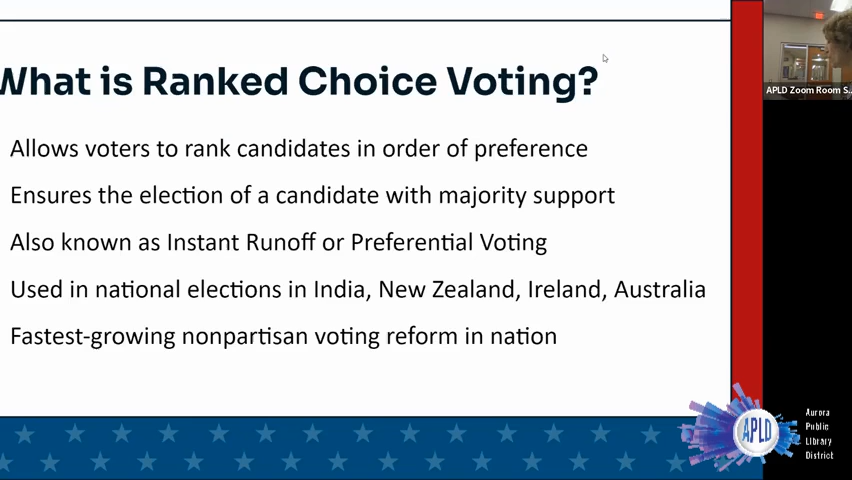 What is Ranked Choice Voting?
Allows voters to rank candidates in order of preference
Ensures the election of a candidate with majority support
Also known as Instant Runoff or Preferential Voting
Used in national elections in India, New Zealand, Ireland, Australia
Fastest-growing nonpartisan voting reform in nation
APLD Zoom Room S...
APLD
Aurora
Public
Library
District